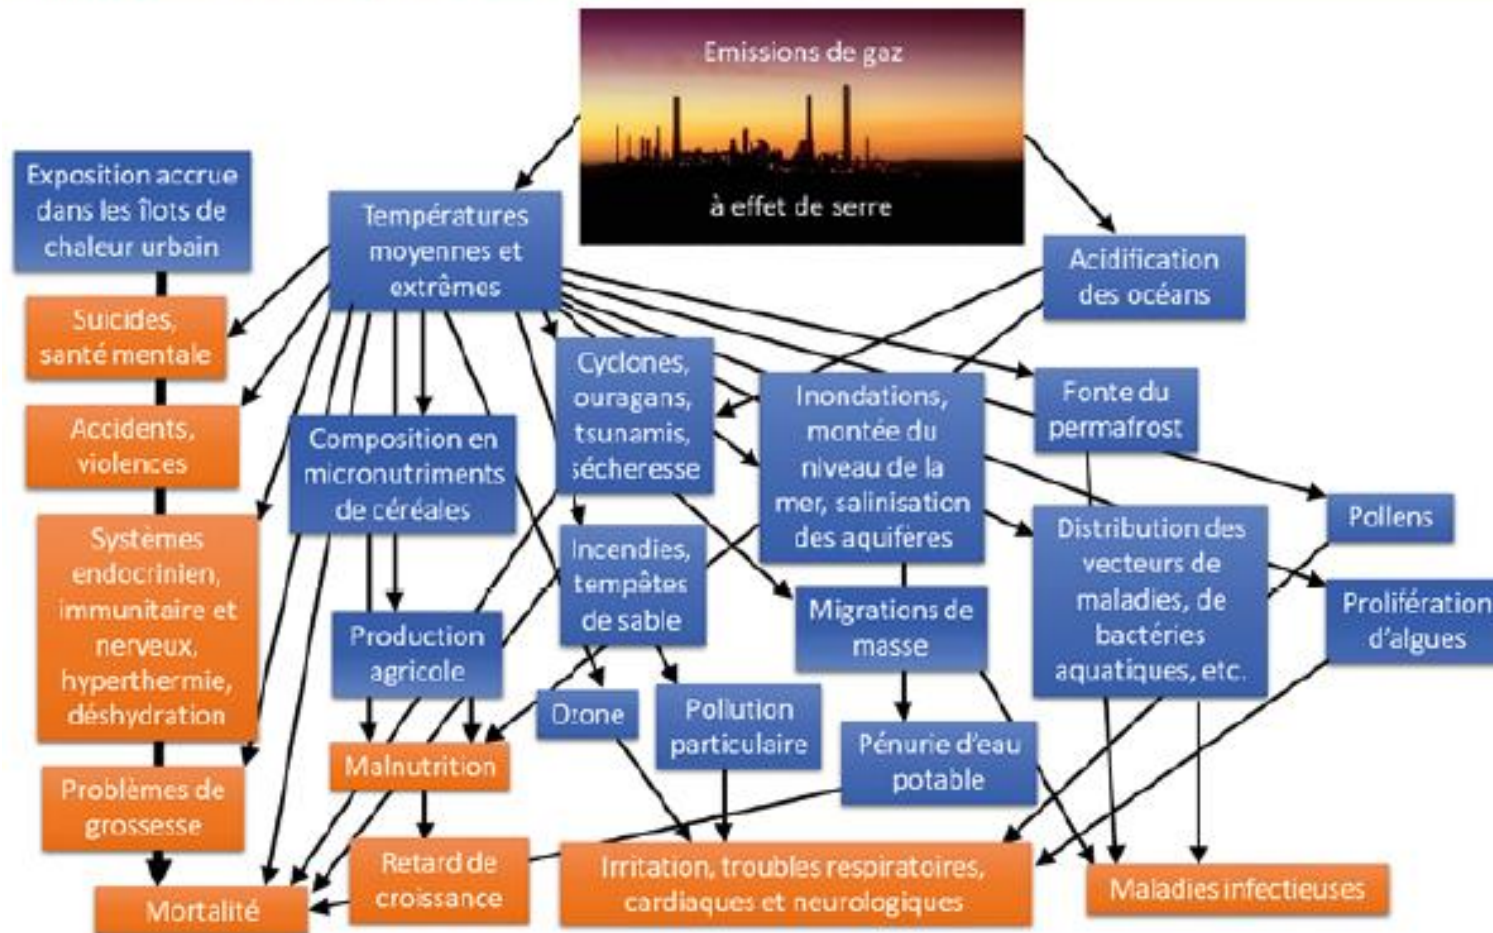 Emissions de gaz
à effet de serre
Exposition accrue
dans les îlots de
chaleur urbain
Températures
moyennes et
extrêmes
Acidification
des océans
Suicides,
santé mentale
Cyclones,
ouragans,
tsunamis,
sécheresse
Inondations,
montée du
niveau de la
mer, salinisation
des aquifères
Fonte du
permafrost
Accidents,
violences
Composition en
micronutriments
de céréales
Pollens
Systèmes
endocrinien,
immunitaire et
nerveux,
hyperthermie,
déshydration
Incendies,
tempêtes
de sable
Distribution des
vecteurs de
maladies, de
bactéries
aquatiques, etc.
Migrations de
masse
Prolifération
d'algues
Production
agricole
Ozone
Pollution
particulaire
Pénurie d'eau
potable
Malnutrition
Problèmes de
grossesse
Retard de
croissance
Irritation, troubles respiratoires,
cardiaques et neurologiques
Maladies infectieuses
Mortalité